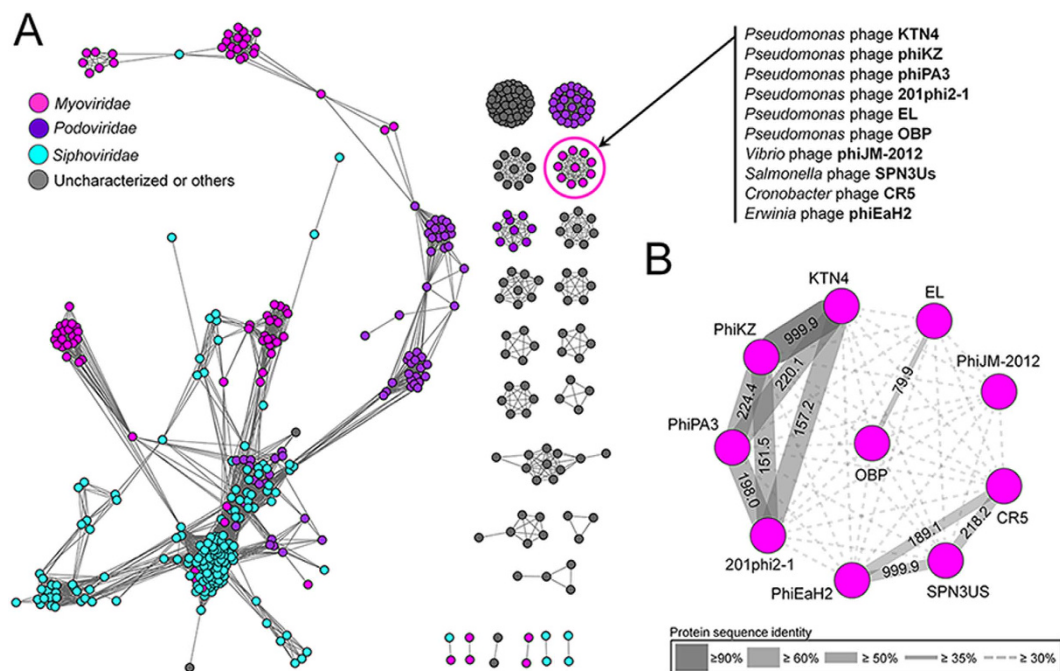 A
Myoviridae
Podoviridae
Siphoviridae
Uncharacterized or others
Pseudomonas phage KTN4
Pseudomonas phage phiKZ
Pseudomonas phage phiPA3
Pseudomonas phage 201phi2-1
Pseudomonas phage EL
Pseudomonas phage OBP
Vibrio phage phiJM-2012
Salmonella phage SPN3Us
Cronobacter phage CR5
Erwinia phage phiEaH2
B
KTN4
EL
PhiKZ
999.9
PhiJM-2012
220.1
79.9
224.4
157.2
PhiPA3
151.5
OBP
198.0
CR5
189.1
218.2
201phi2-1
999.9
PhiEaH2
SPN3US
Protein sequence identity
≥90%
≥ 60%
≥ 50%
≥ 35%
≥ 30%